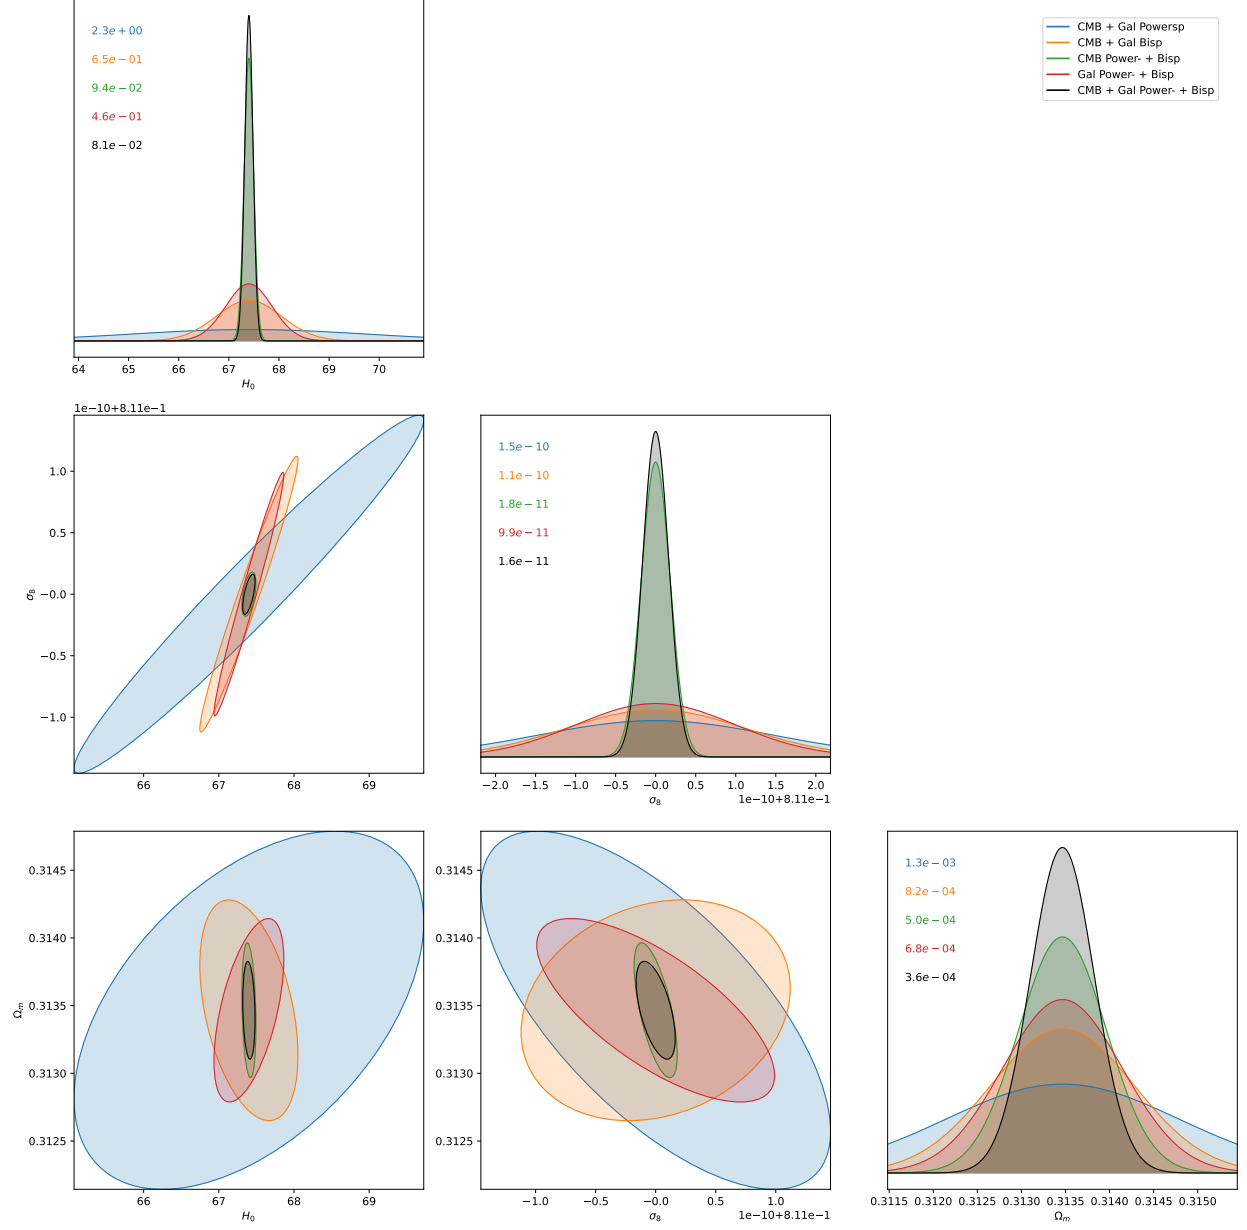 2.3e − 00
6.5e − 01
9.4e − 02
4.6e − 01
8.1e − 02
64 65 66 67 68 69 70
H0
CMB + Gal Powersp
CMB + Gal Bisp
CMB Power- + Bisp
Gal Power- + Bisp
CMB + Gal Power- + Bisp
1e−10+8.11e−1
1.0
0.5
−0.0
−0.5
−1.0
σ8
66 67 68 69
1.5e − 10
1.1e − 10
1.8e − 11
9.9e − 11
1.6e − 11
−2.0 −1.5 −1.0 −0.5 −0.0 0.5 1.0 1.5 2.0
σ8
1e−10+8.11e−1
0.3145
0.3140
0.3135
0.3130
0.3125
Ωm
66 67 68 69
H0
0.3145
0.3140
0.3135
0.3130
0.3125
−1.0 −0.5 −0.0 0.5 1.0
σ8
1e−10+8.11e−1
1.3e − 03
8.2e − 04
5.0e − 04
6.8e − 04
3.6e − 04
0.3115 0.3120 0.3125 0.3130 0.3135 0.3140 0.3145 0.3150
Ωm